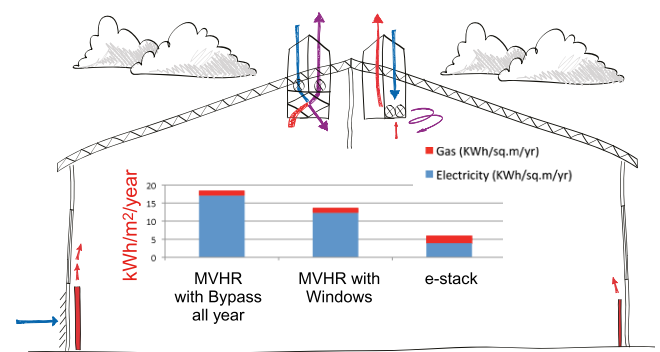 Gas (KWh/sq.m/yr)
Electricity (KWh/sq.m/yr)
kWh/m2/year
20
15
10
5
0
MVHR
with Bypass
all year
MVHR with
Windows
e-stack